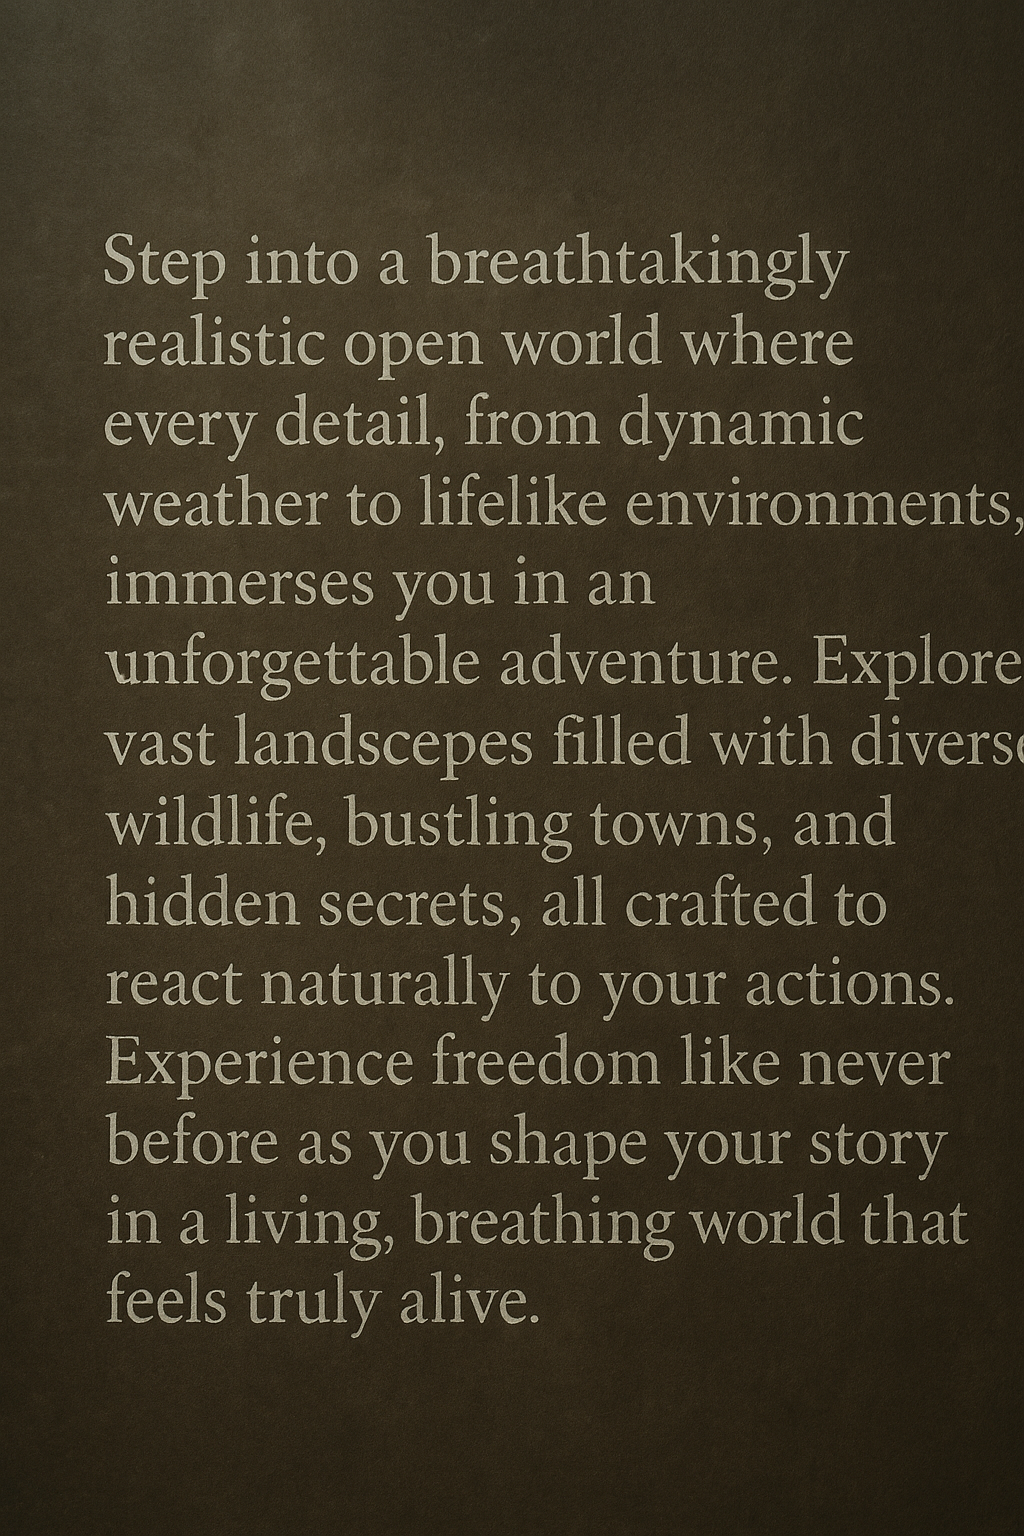 Step into a breathtakingly
realistic open world where
every detail, from dynamic
weather to lifelike environments,
immerses you in an
unforgettable adventure. Explore
vast landscepes filled with diverse
wildlife, bustling towns, and
hidden secrets, all crafted to
react naturally to your actions.
Experience freedom like never
before as you shape your story
in a living, breathing world that
feels truly alive.